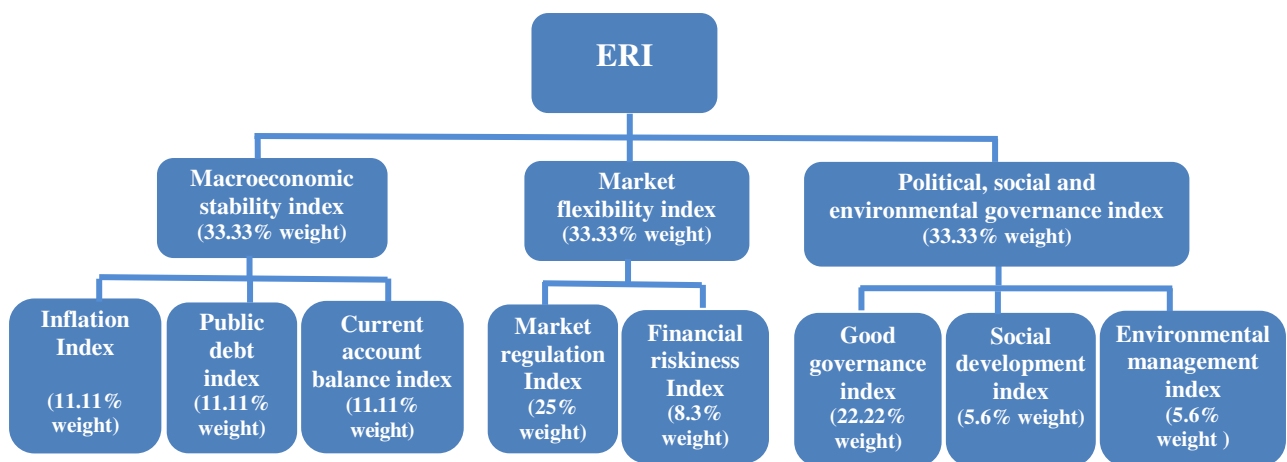 ERI
Macroeconomic
stability index
(33.33% weight)
Market
flexibility index
(33.33% weight)
Political, social and
environmental governance index
(33.33% weight)
Inflation
Index
(11.11%
weight)
Public
debt
index
(11.11%
weight)
Current
account
balance index
(11.11%
weight)
Market
regulation
Index
(25%
weight)
Financial
riskiness
Index
(8.3%
weight)
Good
governance
index
(22.22%
weight)
Social
development
index
(5.6% weight)
Environmental
management
index
(5.6%
weight )